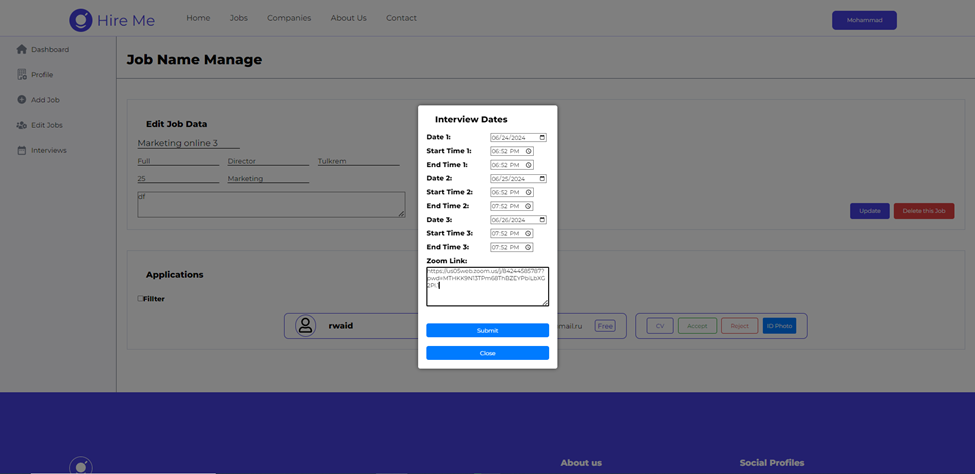 Hire Me
Home Jobs Companies About Us Contact
Mohammad
Dashboard
Profile
Add Job
Edit Jobs
Interviews
Job Name Manage
Edit Job Data
Marketing online 3
Full Director Tulkrem
25 Marketing
df
Update Delete this Job
Applications
Fillter
rwaid
mail.ru Free CV Accept Reject ID Photo
Interview Dates
Date 1: 06/24/2024
Start Time 1: 06:52 PM
End Time 1: 06:52 PM
Date 2: 06/25/2024
Start Time 2: 06:52 PM
End Time 2: 07:52 PM
Date 3: 06/26/2024
Start Time 3: 07:52 PM
End Time 3: 07:52 PM
Zoom Link:
https://us05web.zoom.us/j/84244585787?
Submit
Close
About us Social Profiles